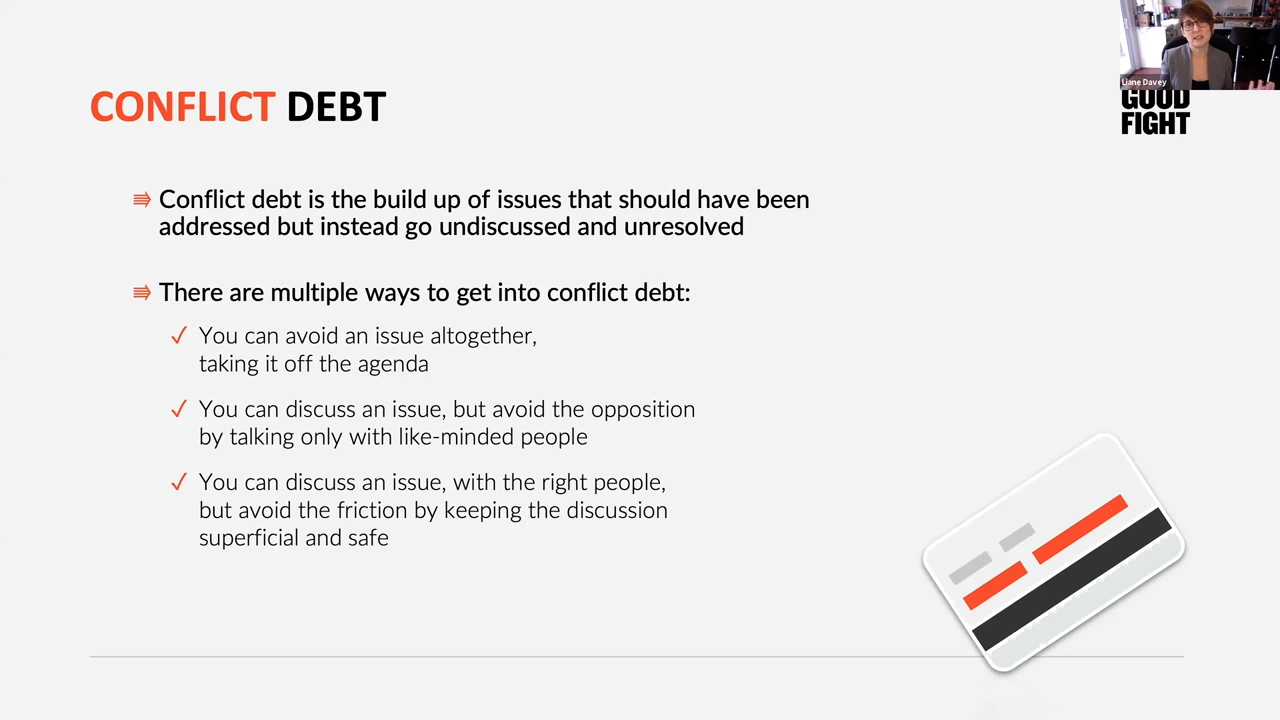 Liane Davey
CONFLICT DEBT
GOOD
FIGHT
Conflict debt is the build up of issues that should have been
addressed but instead go undiscussed and unresolved
There are multiple ways to get into conflict debt:
You can avoid an issue altogether,
taking it off the agenda
You can discuss an issue, but avoid the opposition
by talking only with like-minded people
You can discuss an issue, with the right people,
but avoid the friction by keeping the discussion
superficial and safe